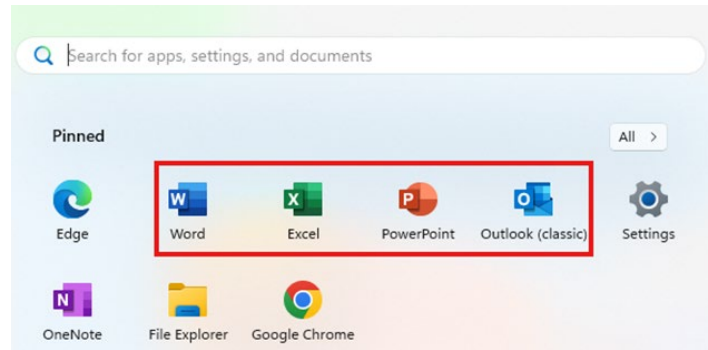 Search for apps, settings, and documents
Pinned
All >
Edge
Word
Excel
PowerPoint
Outlook (classic)
Settings
OneNote
File Explorer
Google Chrome